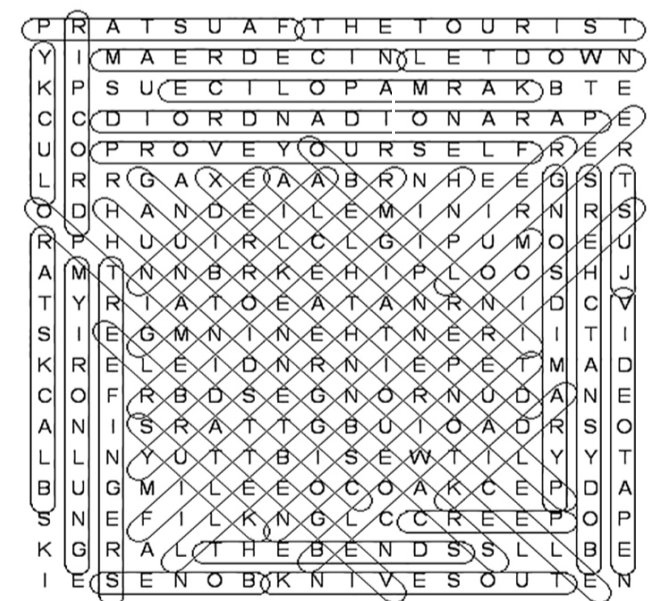 P R A T S U A F T H E T O U R I S T
Y I M A E R D E C I N L E T D O W N
K P S U E C I L O P A M R A K B T E
C C D I O R D N A D I O N A R A P E
U O P R O V E Y O U R S E L F R E R
L R R G A X E A A B R N H E E G S T
O D H A N D E I L E M I N I R N R S
R P H U U I R L C L G I P U M O E U
A M T N N B R K E H I P L O O S H J
T Y R I A T O E A T A N R N I D C V
S I E G M N I N E H T N E R I I T I
K R E L E I D N R N I E P E T M A D
C O F R B D S E G N O R N U D A N E
A N I S R A T T G B U I O A D R S O
L L N Y U T T B I S E W T I L Y Y T
B U G M I L E E O C O A K C E P D A
S N E F I L K N G L C C R E E P O P
K G R A L T H E B E N D S S L L B E
I E S E N O B K N I V E S O U T E N